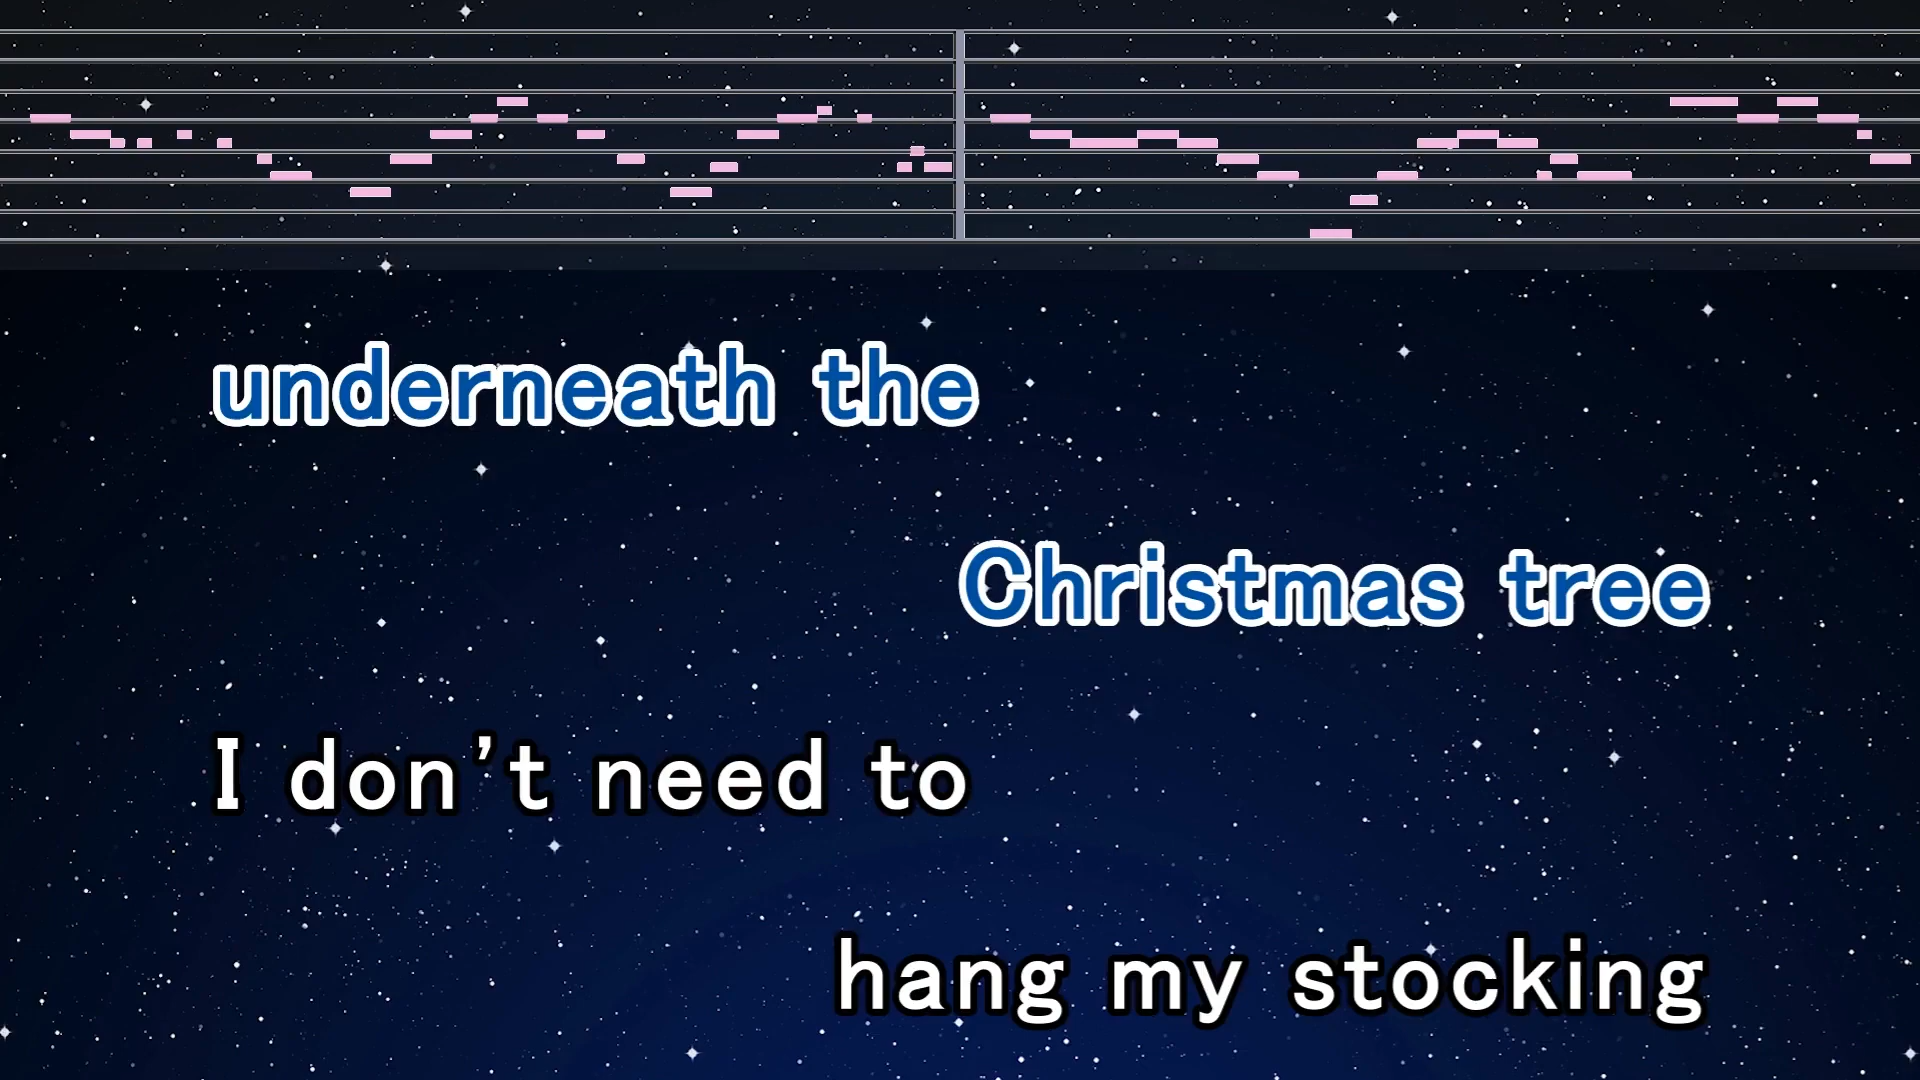 underneath the
Christmas tree
I don't need to
hang my stocking